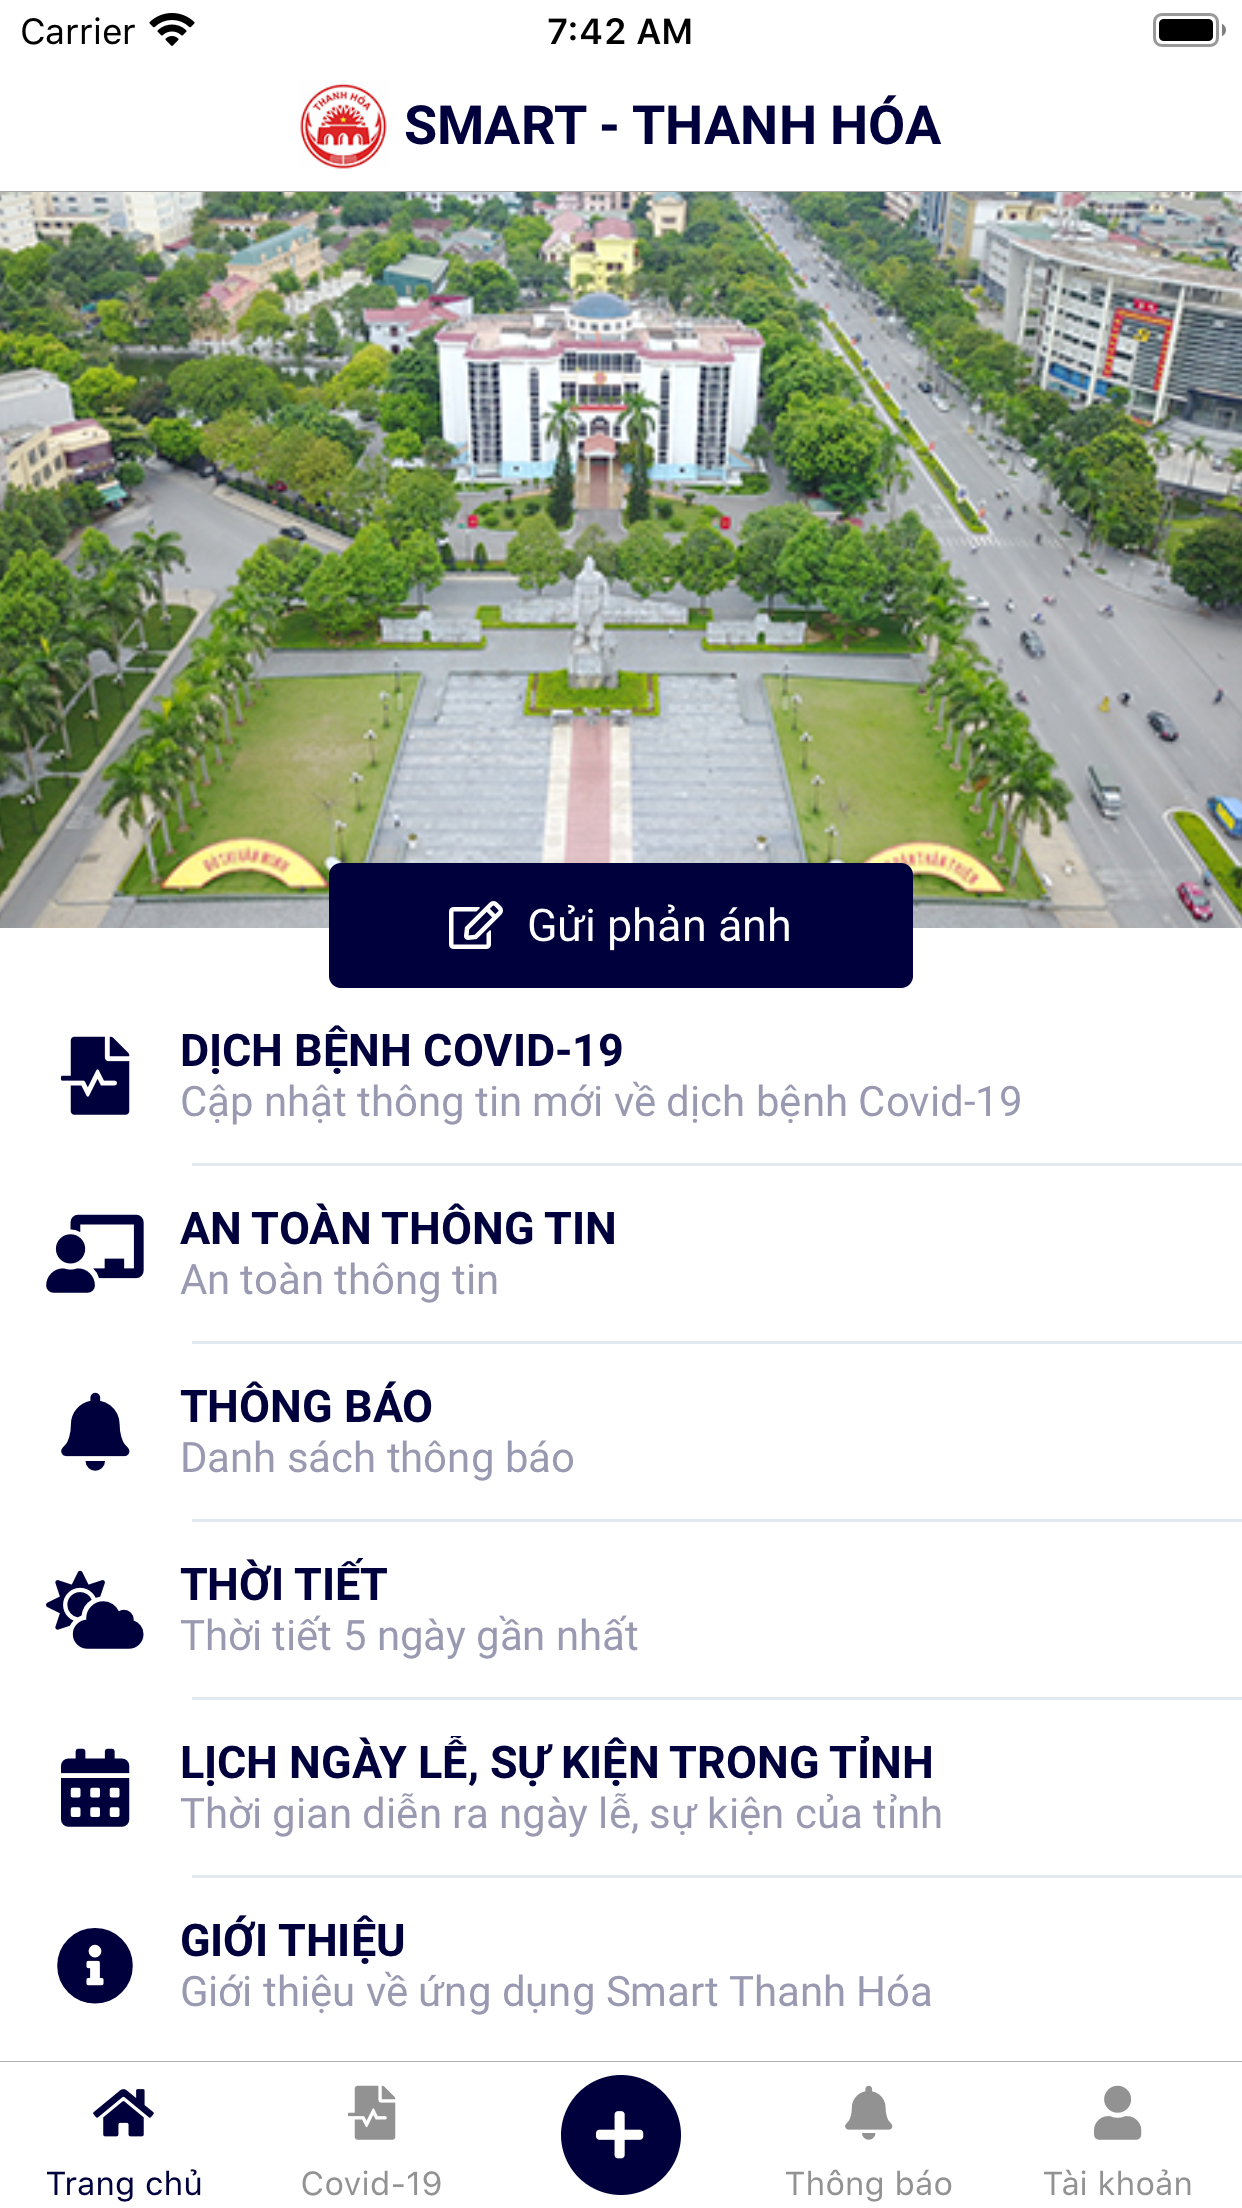 Carrier
7:42 AM
THANH HÓA
SMART - THANH HÓA
Gửi phản ánh
DỊCH BỆNH COVID-19
Cập nhật thông tin mới về dịch bệnh Covid-19
AN TOÀN THÔNG TIN
An toàn thông tin
THÔNG BÁO
Danh sách thông báo
THỜI TIẾT
Thời tiết 5 ngày gần nhất
LỊCH NGÀY LỄ, SỰ KIỆN TRONG TỈNH
Thời gian diễn ra ngày lễ, sự kiện của tỉnh
GIỚI THIỆU
Giới thiệu về ứng dụng Smart Thanh Hóa
Trang chủ
Covid-19
Thông báo
Tài khoản